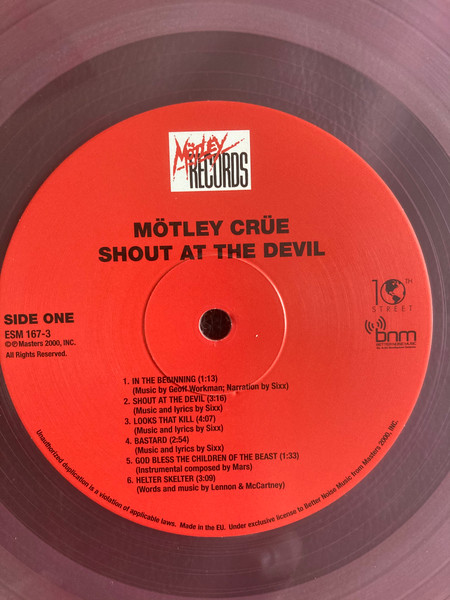 MÖTLEY
RECORDS
MÖTLEY CRÜE
SHOUT AT THE DEVIL
10TH
STREET
SIDE ONE
ESM 167-3
©℗Masters 2000, INC.
All Rights Reserved.
bnm
1. IN THE BEGINNING (1:13)
(Music by Geoff Workman; Narration by Sixx)
2. SHOUT AT THE DEVIL (3:16)
(Music and lyrics by Sixx)
3. LOOKS THAT KILL (4:07)
(Music and lyrics by Sixx)
4. BASTARD (2:54)
(Music and lyrics by Sixx)
5. GOD BLESS THE CHILDREN OF THE BEAST (1:33)
(Instrumental composed by Mars)
6. HELTER SKELTER (3:09)
(Words and music by Lennon & McCartney)
Unauthorized duplication is a violation of applicable laws. Made in the EU. Under exclusive license to Better Noise Music from Masters 2000, INC.